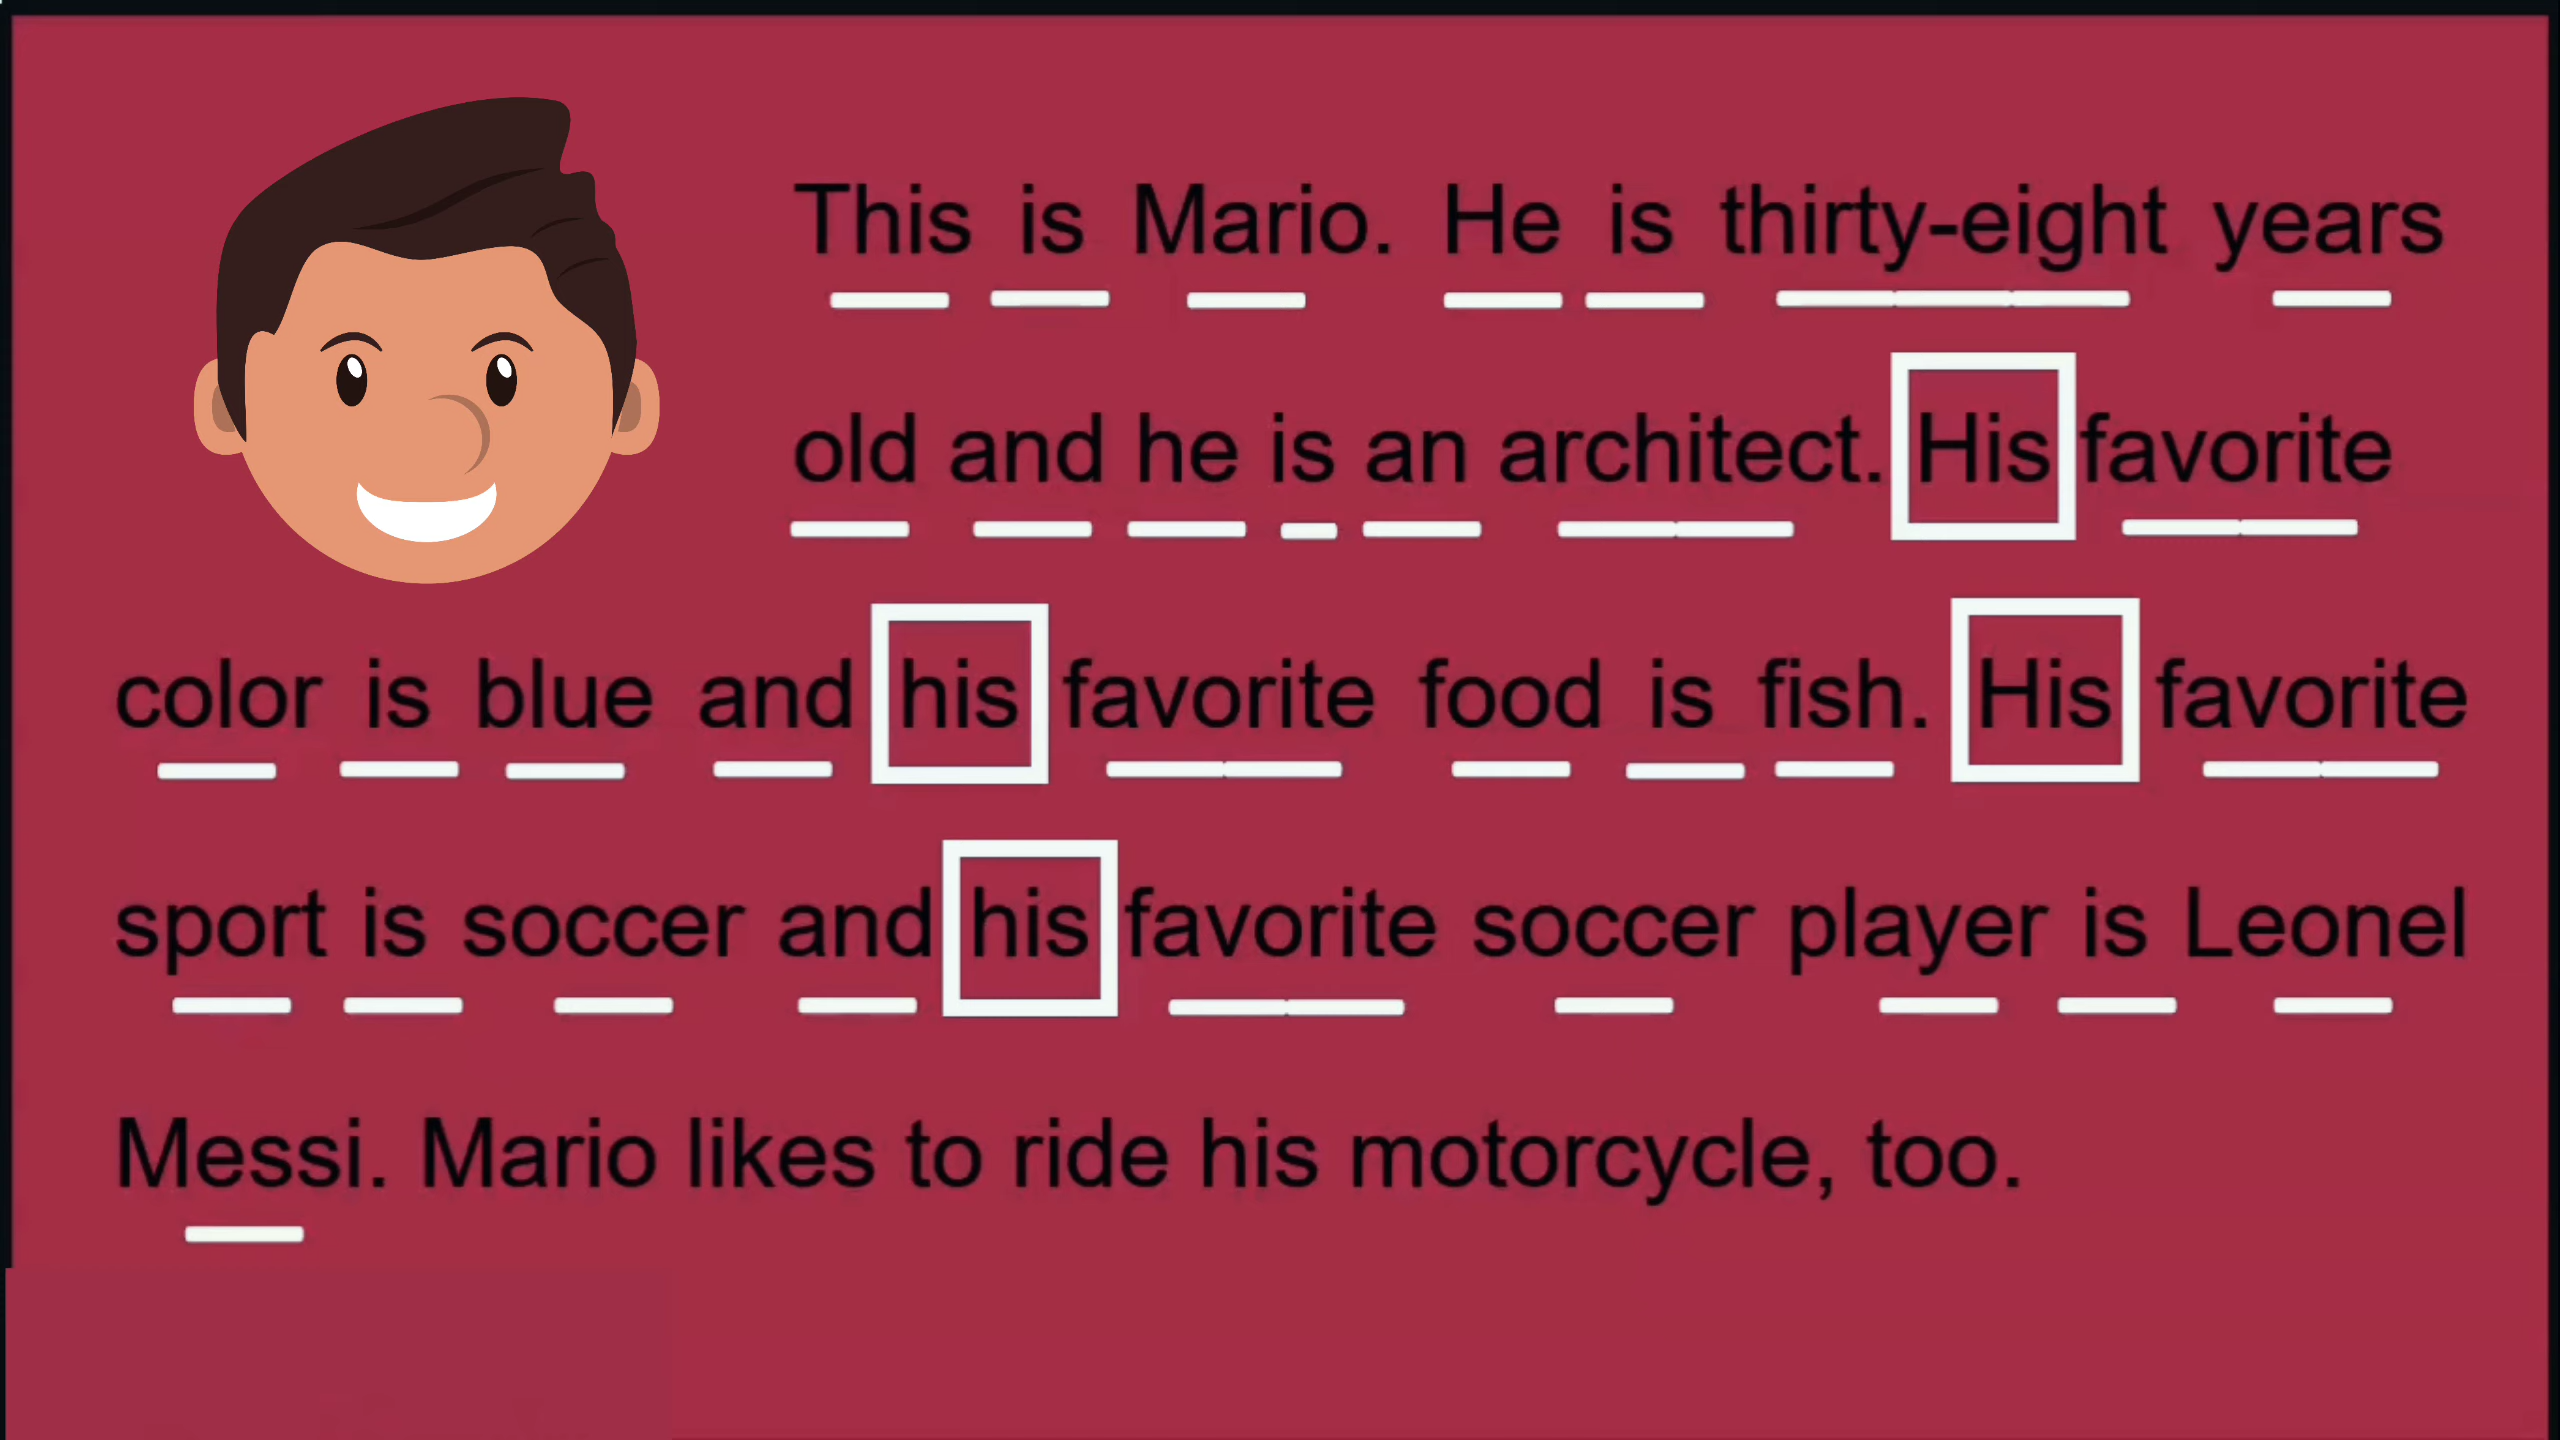 This is Mario. He is thirty-eight years
old and he is an architect. His favorite
color is blue and his favorite food is fish. His favorite
sport is soccer and his favorite soccer player is Leonel
Messi. Mario likes to ride his motorcycle, too.